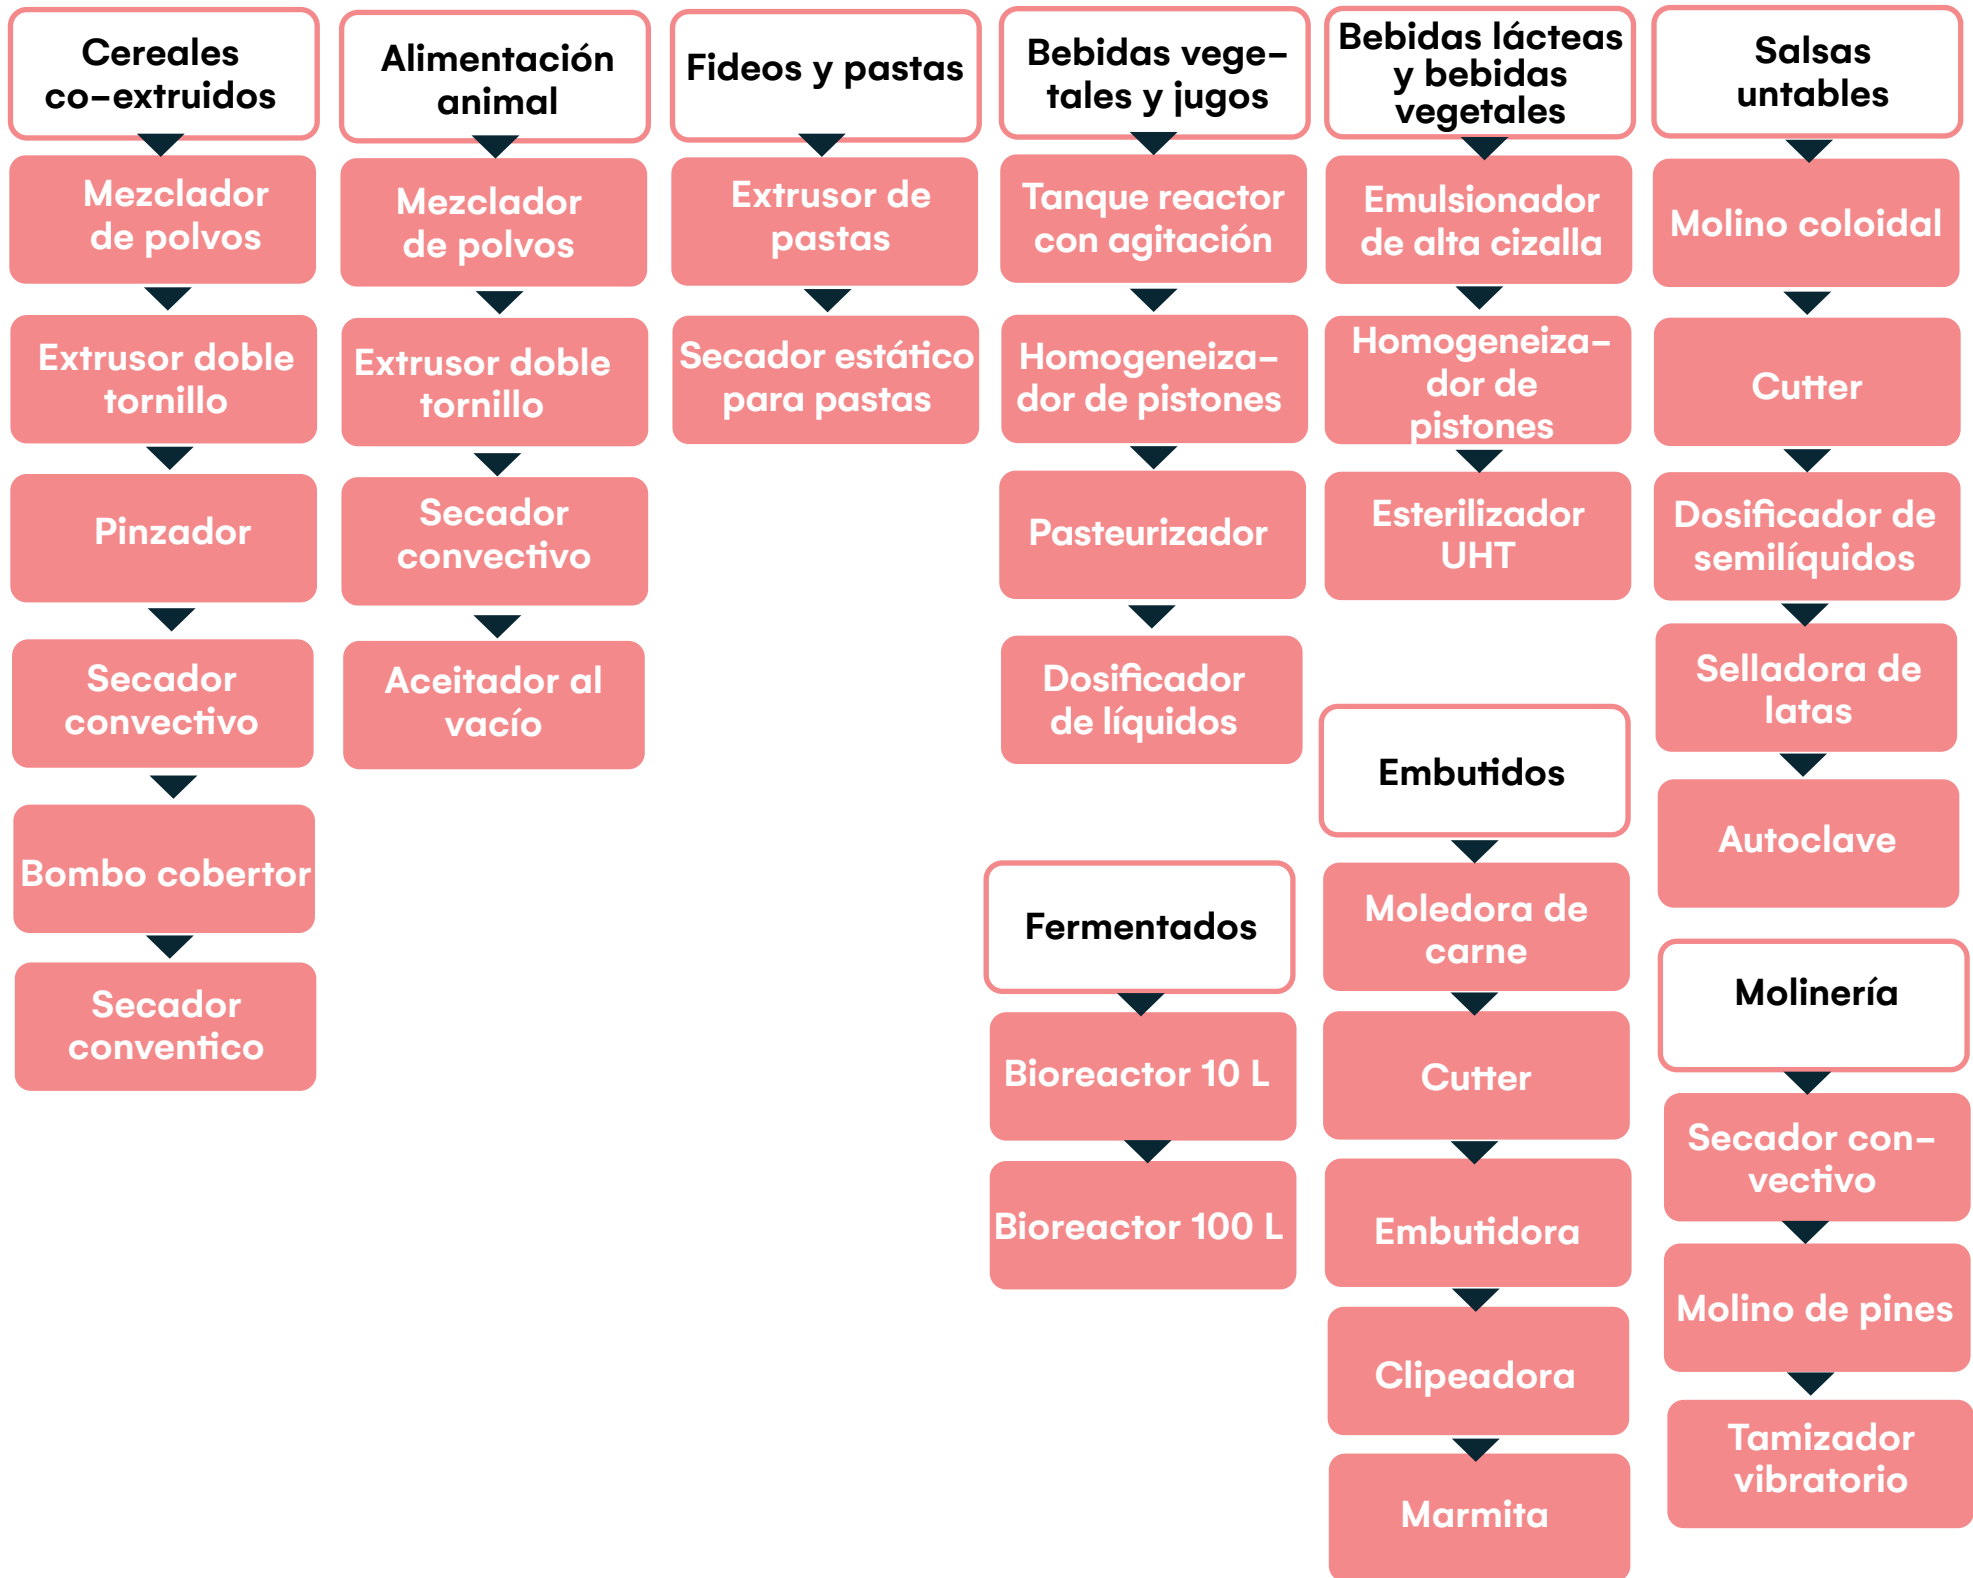 Cereales
co-extruidos
Mezclador
de polvos
Extrusor doble
tornillo
Pinzador
Secador
convectivo
Bombo cobertor
Secador
conventico
Alimentación
animal
Mezclador
de polvos
Extrusor doble
tornillo
Secador
convectivo
Aceitador al
vacío
Fideos y pastas
Extrusor de
pastas
Secador estático
para pastas
Bebidas vege-
tales y jugos
Tanque reactor
con agitación
Homogeneiza-
dor de pistones
Pasteurizador
Dosificador
de líquidos
Fermentados
Bioreactor 10 L
Bioreactor 100 L
Bebidas lácteas
y bebidas
vegetales
Emulsionador
de alta cizalla
Homogeneiza-
dor de
pistones
Esterilizador
UHT
Embutidos
Moledora de
carne
Cutter
Embutidora
Clipeadora
Marmita
Salsas
untables
Molino coloidal
Cutter
Dosificador de
semilíquidos
Selladora de
latas
Autoclave
Molinería
Secador con-
vectivo
Molino de pines
Tamizador
vibratorio